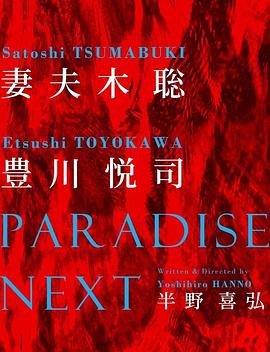 Satoshi TSUMABUKI
妻夫木 聡
Etsushi TOYOKAWA
豊川 悦司
PARADISE
NEXT
Written & Directed by
Yoshihiro HANNO
半野 喜弘